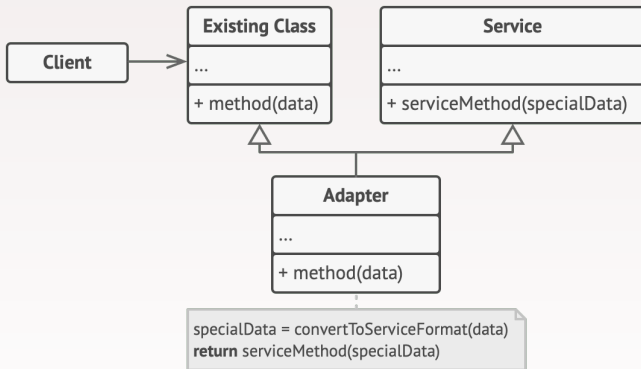 Client
Existing Class
...
+ method(data)
Service
...
+ serviceMethod(specialData)
Adapter
...
+ method(data)
specialData = convertToServiceFormat(data)
return serviceMethod(specialData)